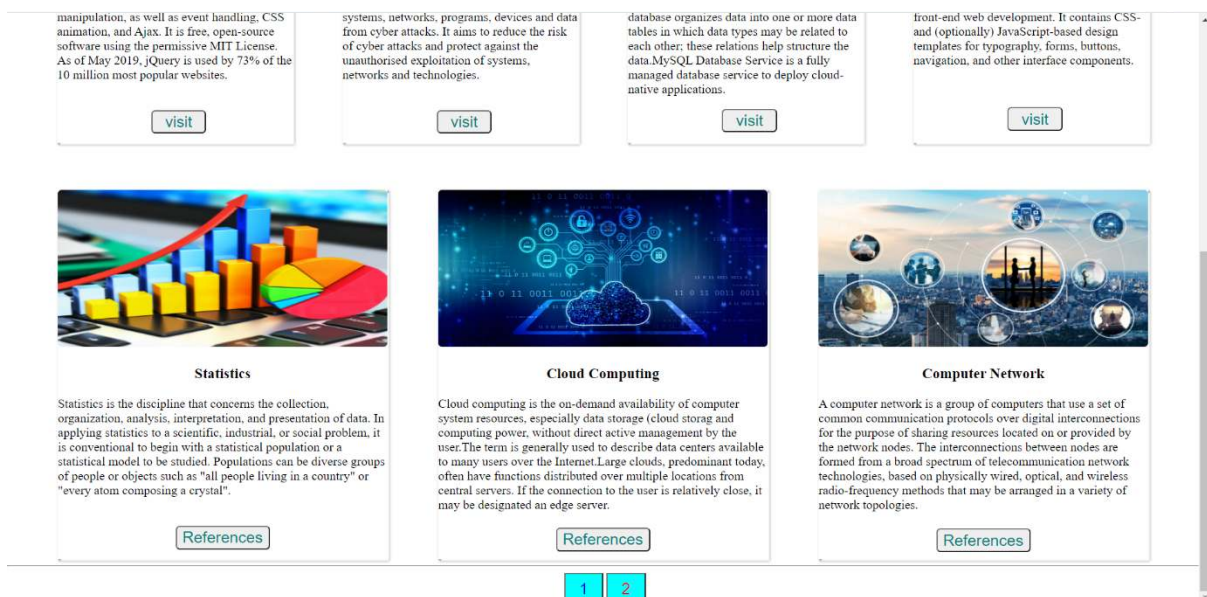 manipulation, as well as event handling, CSS
animation, and Ajax. It is free, open-source
software using the permissive MIT License.
As of May 2019, jQuery is used by 73% of the
10 million most popular websites.
visit
systems, networks, programs, devices and data
from cyber attacks. It aims to reduce the risk
of cyber attacks and protect against the
unauthorised exploitation of systems,
networks and technologies.
visit
database organizes data into one or more data
tables in which data types may be related to
each other; these relations help structure the
data.MySQL Database Service is a fully
managed database service to deploy cloud-
native applications.
visit
front-end web development. It contains CSS-
and (optionally) JavaScript-based design
templates for typography, forms, buttons,
navigation, and other interface components.
visit
Statistics
Statistics is the discipline that concerns the collection,
organization, analysis, interpretation, and presentation of data. In
applying statistics to a scientific, industrial, or social problem, it
is conventional to begin with a statistical population or a
statistical model to be studied. Populations can be diverse groups
of people or objects such as "all people living in a country" or
"every atom composing a crystal".
References
Cloud Computing
Cloud computing is the on-demand availability of computer
system resources, especially data storage (cloud storag and
computing power, without direct active management by the
user.The term is generally used to describe data centers available
to many users over the Internet.Large clouds, predominant today,
often have functions distributed over multiple locations from
central servers. If the connection to the user is relatively close, it
may be designated an edge server.
References
Computer Network
A computer network is a group of computers that use a set of
common communication protocols over digital interconnections
for the purpose of sharing resources located on or provided by
the network nodes. The interconnections between nodes are
formed from a broad spectrum of telecommunication network
technologies, based on physically wired, optical, and wireless
radio-frequency methods that may be arranged in a variety of
network topologies.
References
1 2